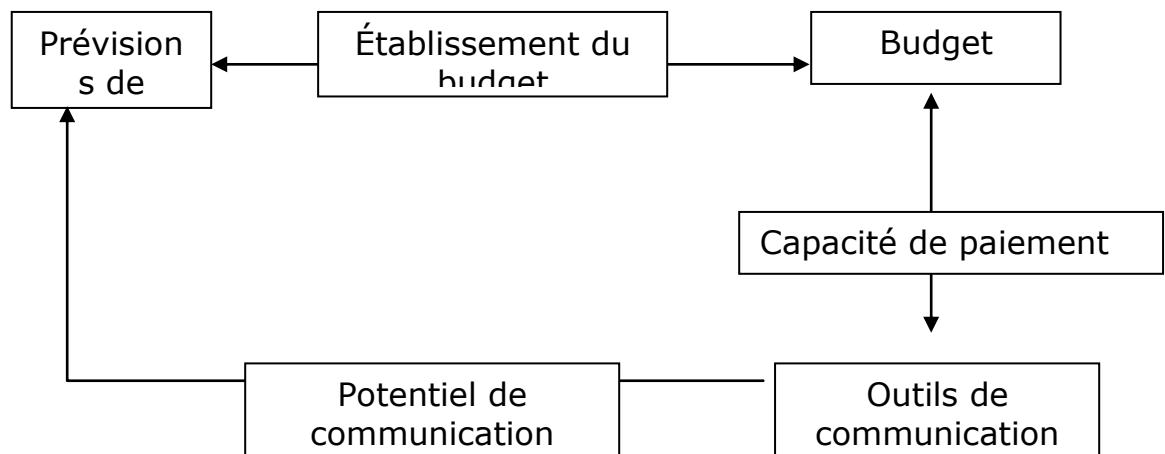 Prévision
s de
Établissement du
budget
Budget
Capacité de paiement
Potentiel de
communication
Outils de
communication